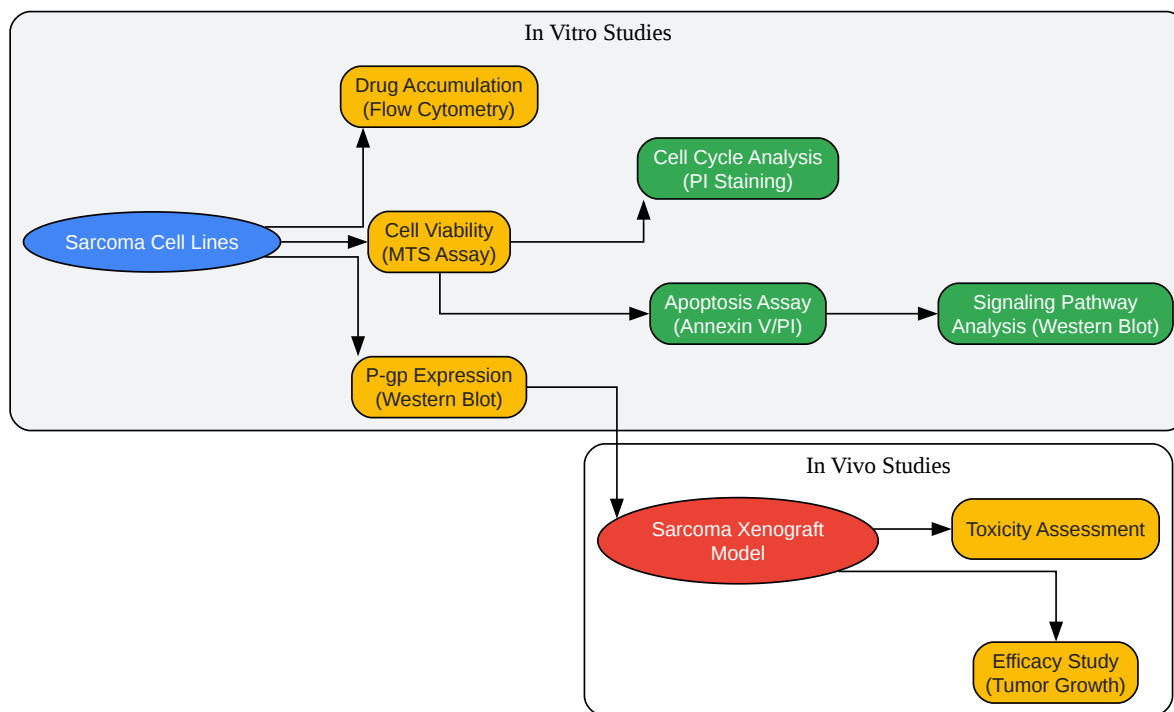 In Vitro Studies
Drug Accumulation
(Flow Cytometry)
Cell Cycle Analysis
(PI Staining)
Sarcoma Cell Lines
Cell Viability
(MTS Assay)
Apoptosis Assay
(Annexin V/PI)
Signaling Pathway
Analysis (Western Blot)
P-gp Expression
(Western Blot)
In Vivo Studies
Sarcoma Xenograft
Model
Toxicity Assessment
Efficacy Study
(Tumor Growth)